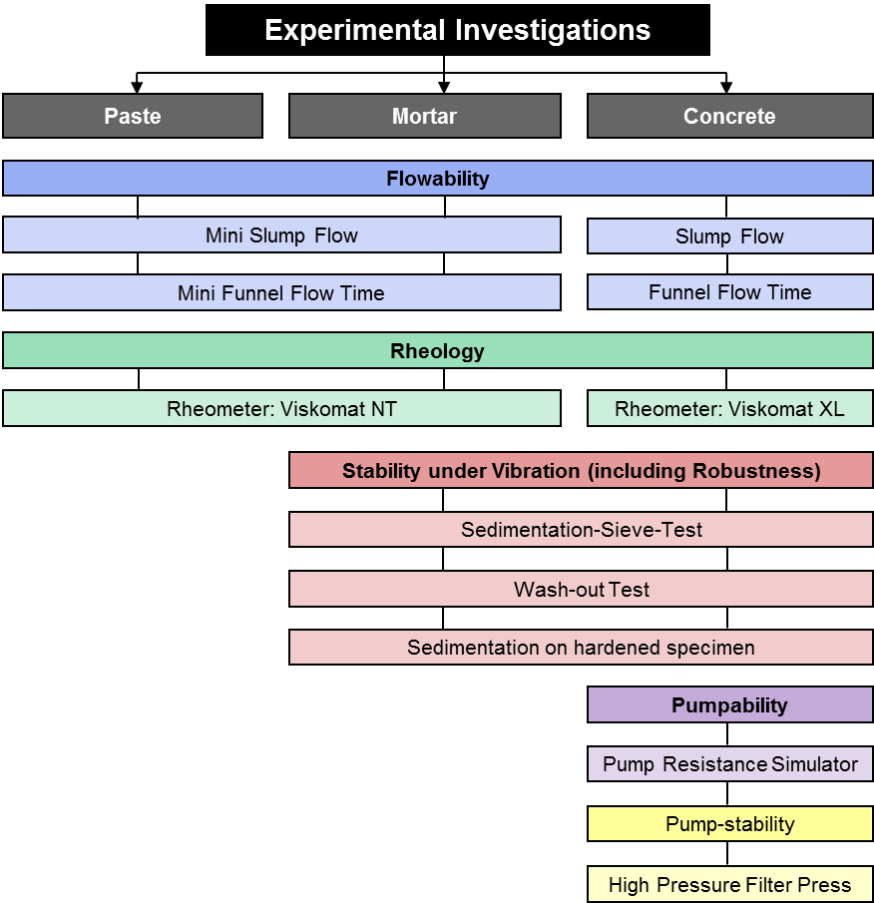 Experimental Investigations
Paste
Mortar
Concrete
Flowability
Mini Slump Flow
Slump Flow
Mini Funnel Flow Time
Funnel Flow Time
Rheology
Rheometer: Viskomat NT
Rheometer: Viskomat XL
Stability under Vibration (including Robustness)
Sedimentation-Sieve-Test
Wash-out Test
Sedimentation on hardened specimen
Pumpability
Pump Resistance Simulator
Pump-stability
High Pressure Filter Press